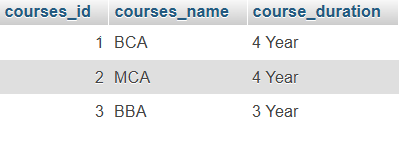 courses_id courses_name course_duration
1 BCA 4 Year
2 MCA 4 Year
3 BBA 3 Year